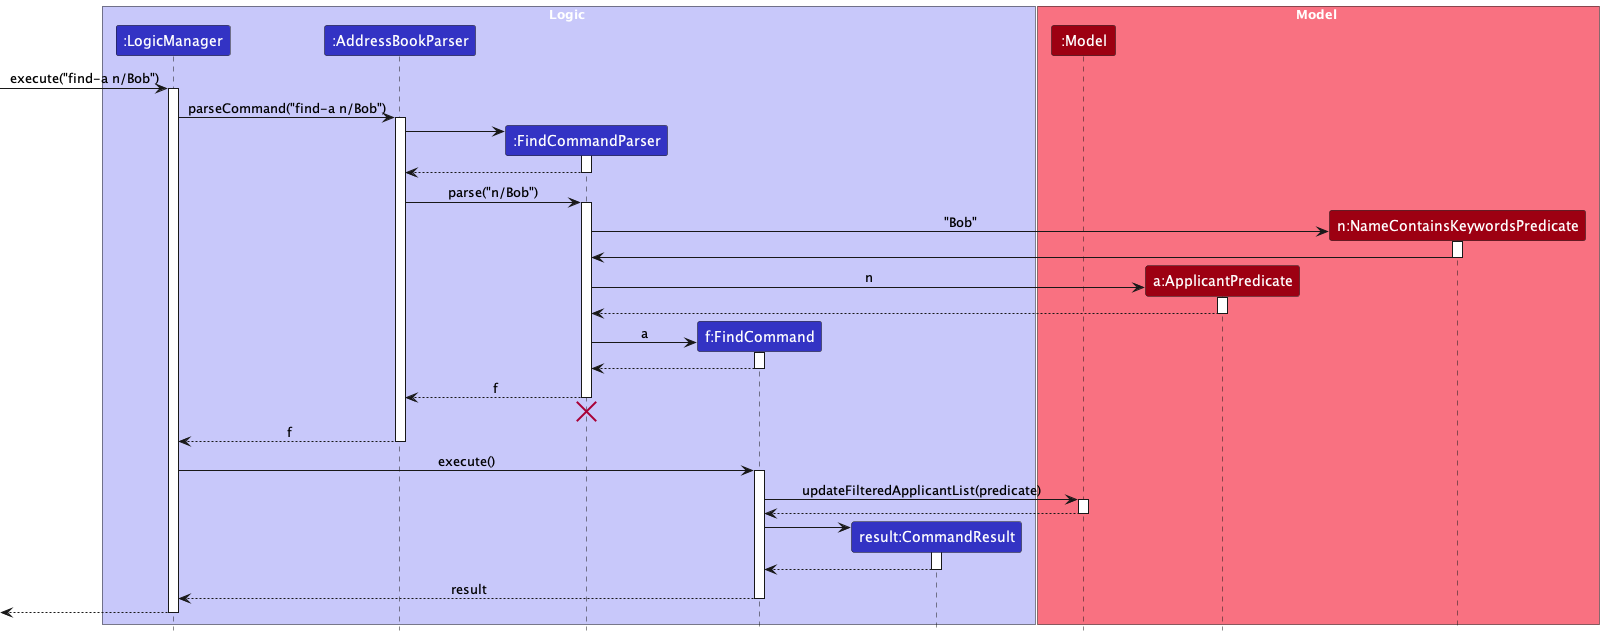 Logic
Model
:LogicManager
:AddressBookParser
:Model
execute("find-a n/Bob")
parseCommand("find-a n/Bob")
:FindCommandParser
parse("n/Bob")
"Bob"
n:NameContainsKeywordsPredicate
n
a:ApplicantPredicate
a
f:FindCommand
f
f
execute()
updateFilteredApplicantList(predicate)
result:CommandResult
result